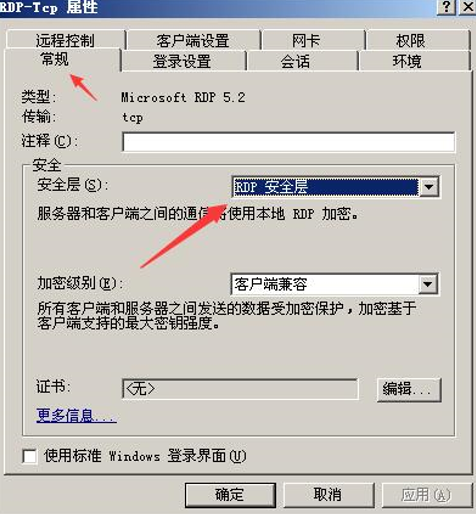 RDP-Tcp 属性
远程控制 客户端设置 网卡 权限
常规 登录设置 会话 环境
类型: Microsoft RDP 5.2
传输: tcp
注释(C):
安全
安全层(S): RDP 安全层
服务器和客户端之间的通信将使用本地 RDP 加密。
加密级别(E): 客户端兼容
所有客户端和服务器之间发送的数据受加密保护,加密基于
客户端支持的最大密钥强度。
证书: <无> 编辑...
更多信息...
使用标准 Windows 登录界面(U)
确定 取消 应用(A)